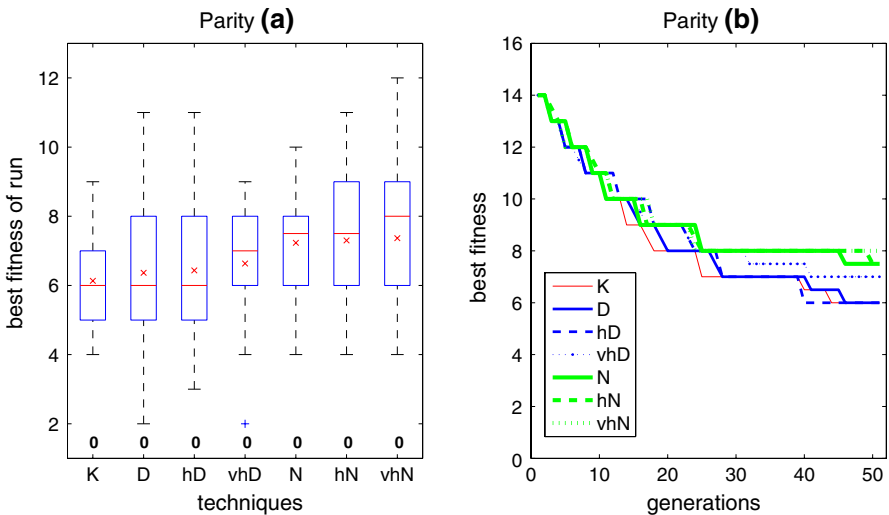 Parity (a)
12
10
8
6
4
2
best fitness of run
0 0 0 0 0 0 0
K D hD vhD N hN vhN
techniques
Parity (b)
16
14
12
10
8
6
4
2
0
best fitness
K
D
hD
vhD
N
hN
vhN
0 10 20 30 40 50
generations